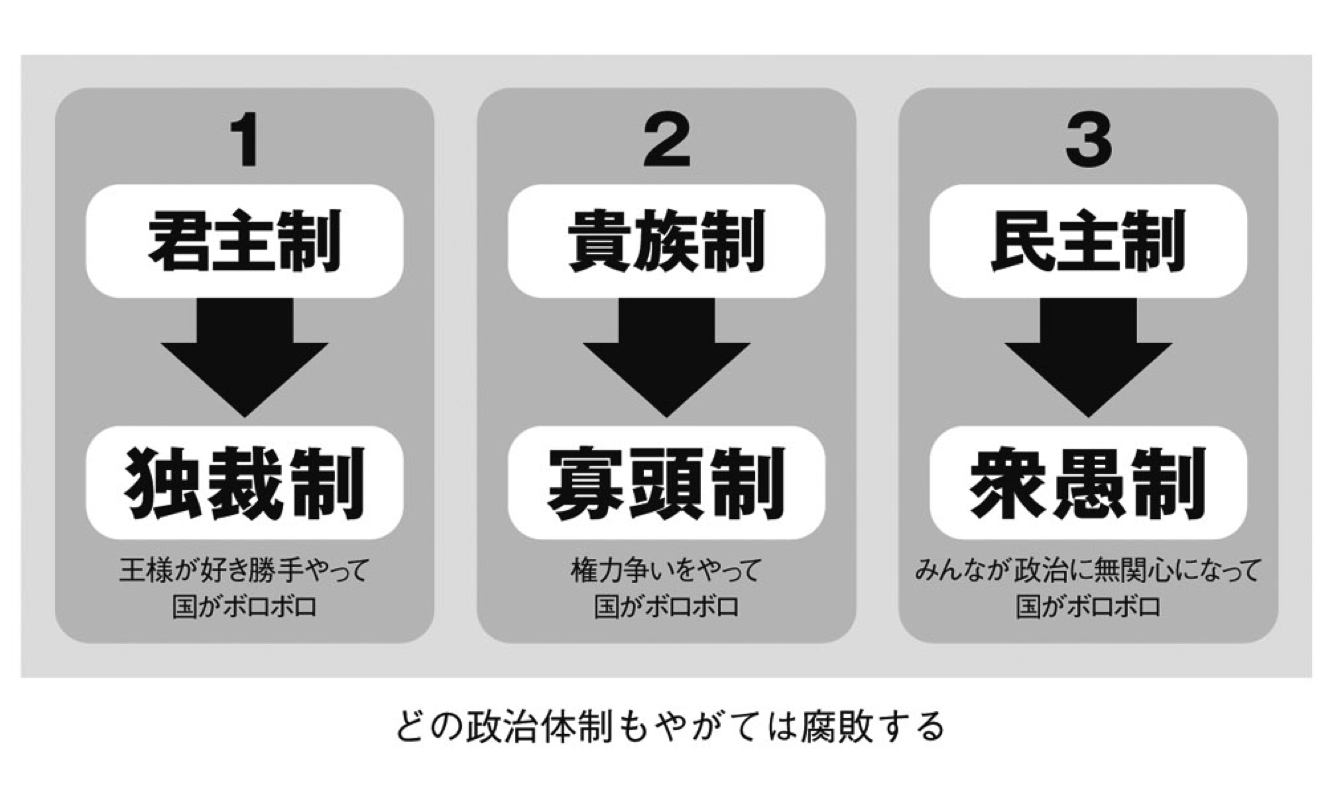 1
君主制
独裁制
王様が好き勝手やって
国がボロボロ
2
貴族制
寡頭制
権力争いをやって
国がボロボロ
3
民主制
衆愚制
みんなが政治に無関心になって
国がボロボロ
どの政治体制もやがては腐敗する